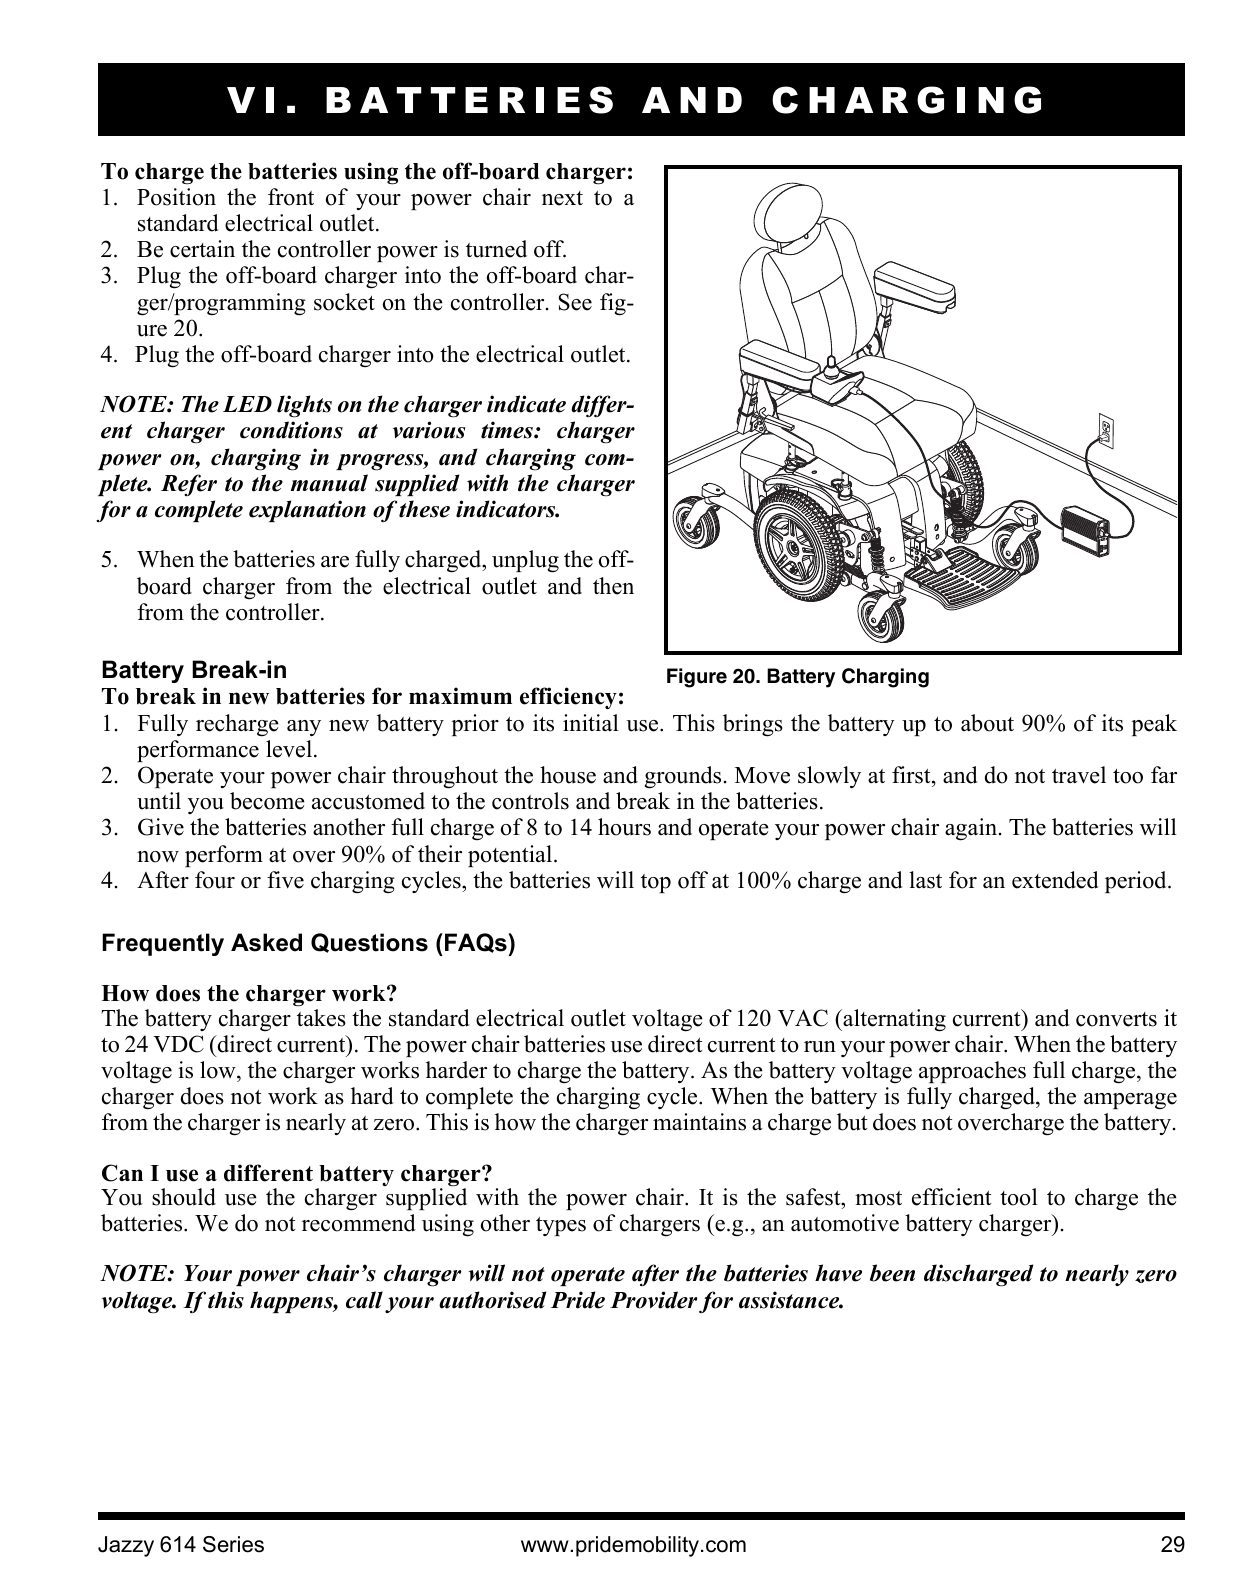 VI. BATTERIES AND CHARGING
To charge the batteries using the off-board charger:
1. Position the front of your power chair next to a
standard electrical outlet.
2. Be certain the controller power is turned off.
3. Plug the off-board charger into the off-board char-
ger/programming socket on the controller. See fig-
ure 20.
4. Plug the off-board charger into the electrical outlet.
NOTE: The LED lights on the charger indicate differ-
ent charger conditions at various times: charger
power on, charging in progress, and charging com-
plete. Refer to the manual supplied with the charger
for a complete explanation of these indicators.
5. When the batteries are fully charged, unplug the off-
board charger from the electrical outlet and then
from the controller.
Figure 20. Battery Charging
Battery Break-in
To break in new batteries for maximum efficiency:
1. Fully recharge any new battery prior to its initial use. This brings the battery up to about 90% of its peak
performance level.
2. Operate your power chair throughout the house and grounds. Move slowly at first, and do not travel too far
until you become accustomed to the controls and break in the batteries.
3. Give the batteries another full charge of 8 to 14 hours and operate your power chair again. The batteries will
now perform at over 90% of their potential.
4. After four or five charging cycles, the batteries will top off at 100% charge and last for an extended period.
Frequently Asked Questions (FAQs)
How does the charger work?
The battery charger takes the standard electrical outlet voltage of 120 VAC (alternating current) and converts it
to 24 VDC (direct current). The power chair batteries use direct current to run your power chair. When the battery
voltage is low, the charger works harder to charge the battery. As the battery voltage approaches full charge, the
charger does not work as hard to complete the charging cycle. When the battery is fully charged, the amperage
from the charger is nearly at zero. This is how the charger maintains a charge but does not overcharge the battery.
Can I use a different battery charger?
You should use the charger supplied with the power chair. It is the safest, most efficient tool to charge the
batteries. We do not recommend using other types of chargers (e.g., an automotive battery charger).
NOTE: Your power chair’s charger will not operate after the batteries have been discharged to nearly zero
voltage. If this happens, call your authorised Pride Provider for assistance.
Jazzy 614 Series www.pridemobility.com 29